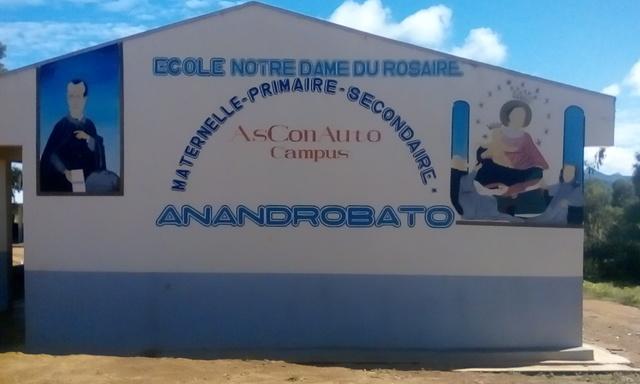 ECOLE NOTRE DAME DU ROSAIRE
MATERNELLE-PRIMAIRE-SECONDAIRE.
AsConAuto
Campus
ANANDROBATO